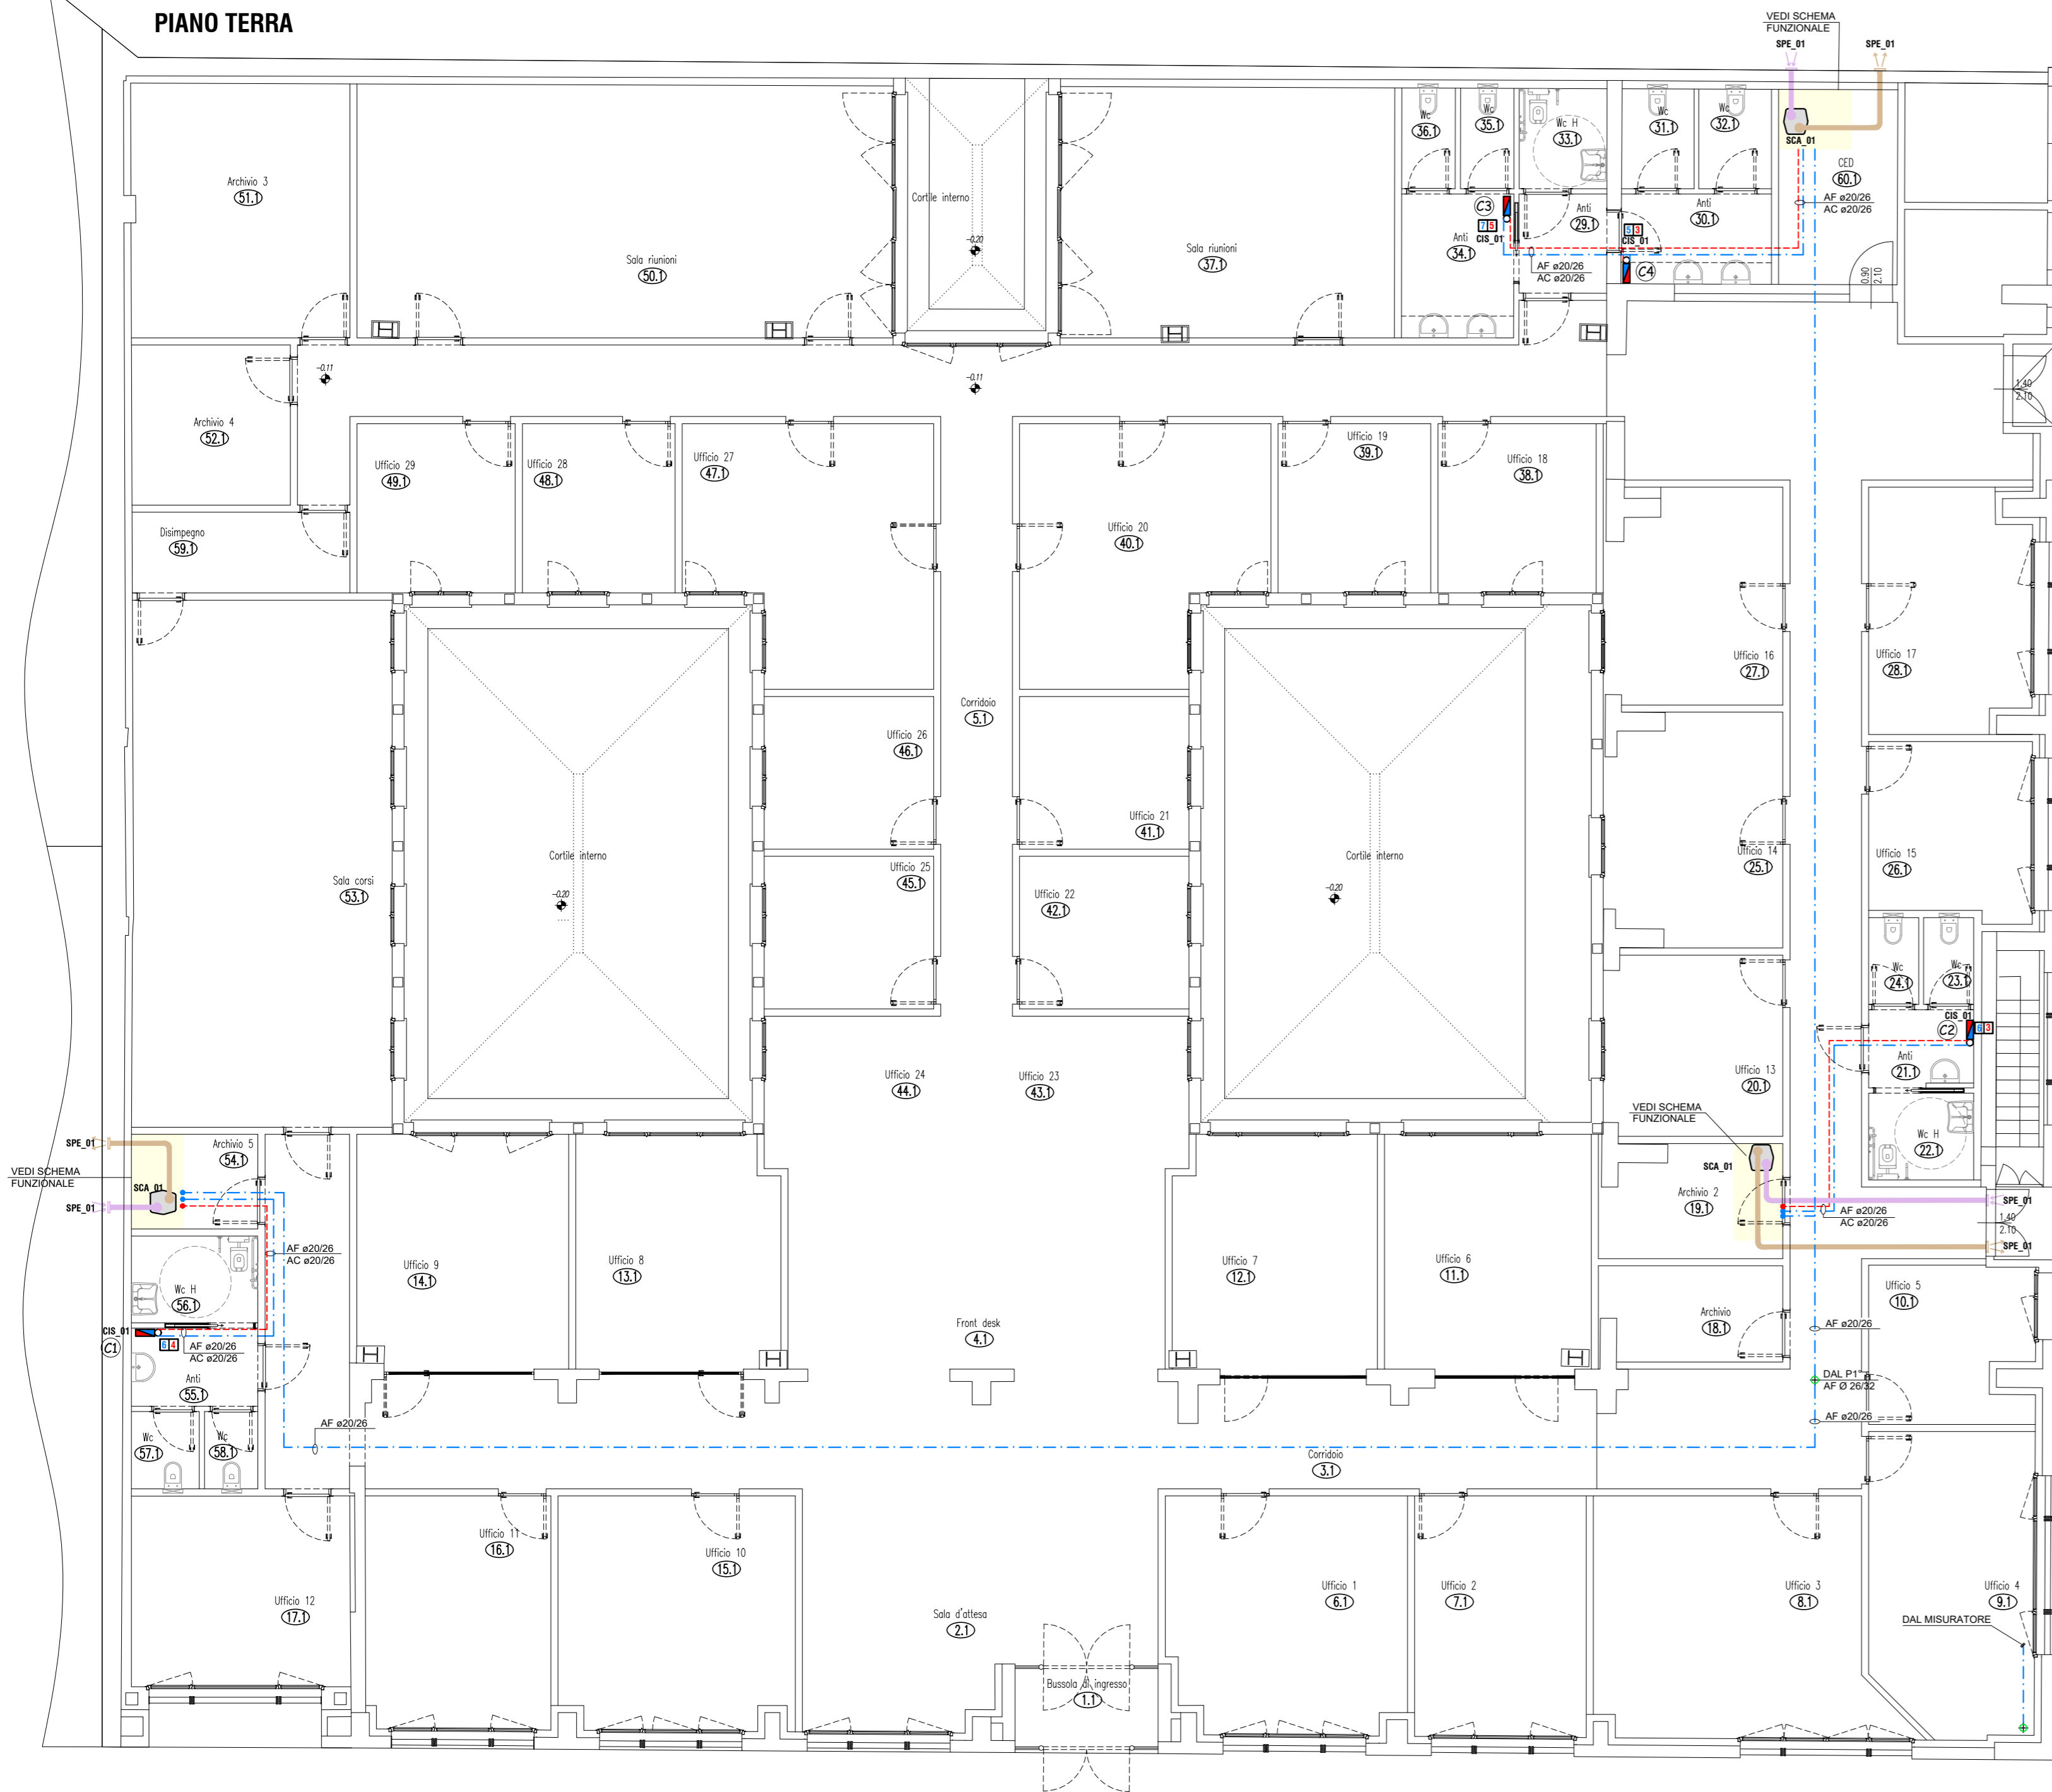 PIANO TERRA
VEDI SCHEMA
FUNZIONALE
SPE_01
SPE_01
Wc
36.1
Wc
35.1
Wc H
33.1
Wc
31.1
Wc
32.1
SCA_01
CED
60.1
AF ø20/26
AC ø20/26
Archivio 3
51.1
Cortile interno
-0.20
Sala riunioni
50.1
Sala riunioni
37.1
C3
7 5
CIS_01
Anti
34.1
Anti
29.1
AF ø20/26
AC ø20/26
5 3
CIS_01
C4
Anti
30.1
0.90
2.10
-0.11
-0.11
1.40
2.10
Archivio 4
52.1
Ufficio 29
49.1
Ufficio 28
48.1
Ufficio 27
47.1
Ufficio 20
40.1
Ufficio 19
39.1
Ufficio 18
38.1
Disimpegno
59.1
Ufficio 16
27.1
Ufficio 17
28.1
Corridoio
5.1
Ufficio 26
46.1
Ufficio 21
41.1
Cortile interno
-0.20
Cortile interno
-0.20
Ufficio 14
25.1
Ufficio 15
26.1
Sala corsi
53.1
Ufficio 25
45.1
Ufficio 22
42.1
Wc
24.1
Wc
23.1
CIS_01
C2
6 3
Anti
21.1
Ufficio 24
44.1
Ufficio 23
43.1
Ufficio 13
20.1
VEDI SCHEMA
FUNZIONALE
Wc H
22.1
SPE_01
Archivio 5
54.1
VEDI SCHEMA
FUNZIONALE
SCA_01
SPE_01
SCA_01
Archivio 2
19.1
SPE_01
AF ø20/26
AC ø20/26
1.40
2.10
SPE_01
AF ø20/26
AC ø20/26
Wc H
56.1
Ufficio 9
14.1
Ufficio 8
13.1
Ufficio 7
12.1
Ufficio 6
11.1
Ufficio 5
10.1
CIS_01
C1
6 4
AF ø20/26
AC ø20/26
Front desk
4.1
Archivio
18.1
AF ø20/26
Anti
55.1
DAL P1°
AF Ø 26/32
AF ø20/26
AF ø20/26
Wc
57.1
Wc
58.1
Corridoio
3.1
Ufficio 11
16.1
Ufficio 10
15.1
Ufficio 12
17.1
Sala d'attesa
2.1
Ufficio 1
6.1
Ufficio 2
7.1
Ufficio 3
8.1
Ufficio 4
9.1
DAL MISURATORE
Bussola di ingresso
1.1